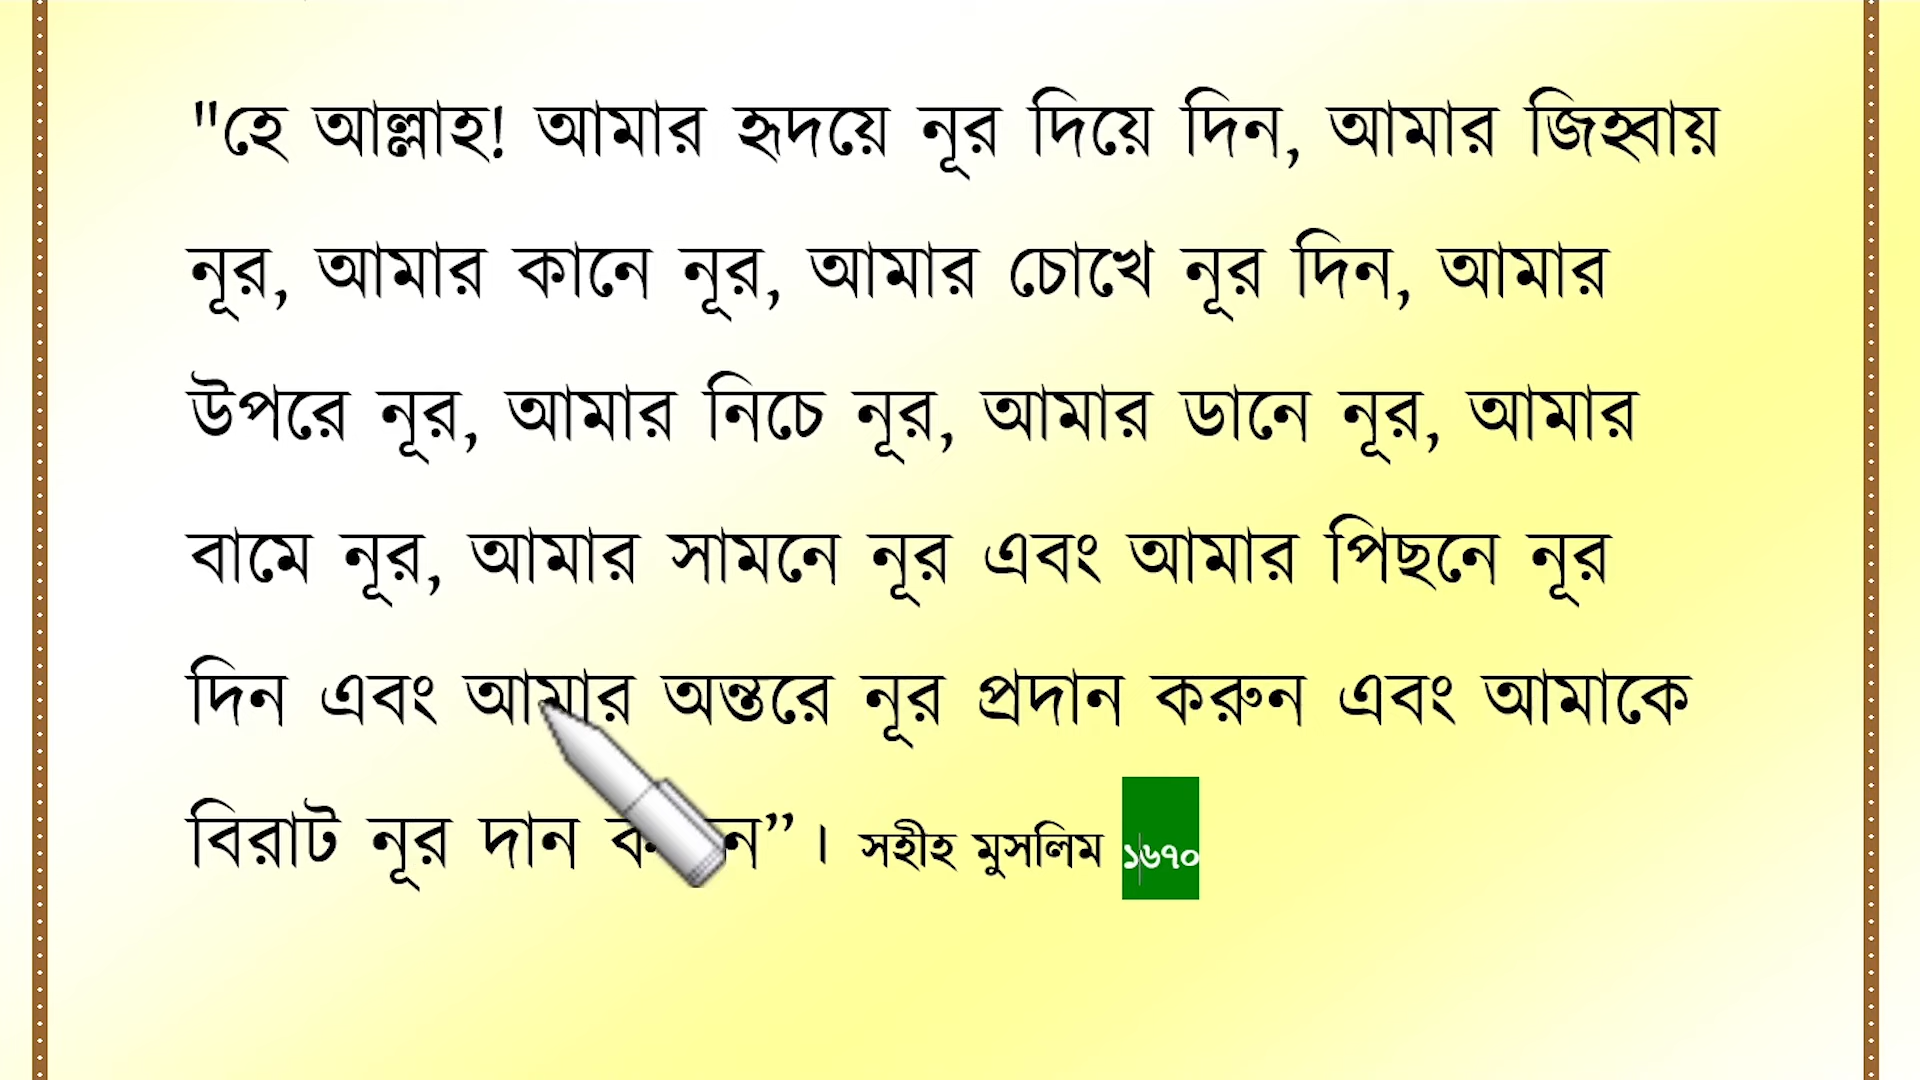 "হে আল্লাহ! আমার হৃদয়ে নূর দিয়ে দিন, আমার জিহ্বায়
নূর, আমার কানে নূর, আমার চোখে নূর দিন, আমার
উপরে নূর, আমার নিচে নূর, আমার ডানে নূর, আমার
বামে নূর, আমার সামনে নূর এবং আমার পিছনে নূর
দিন এবং আমার অন্তরে নূর প্রদান করুন এবং আমাকে
বিরাট নূর দান সহীহ মুসলিম ১৬৭০